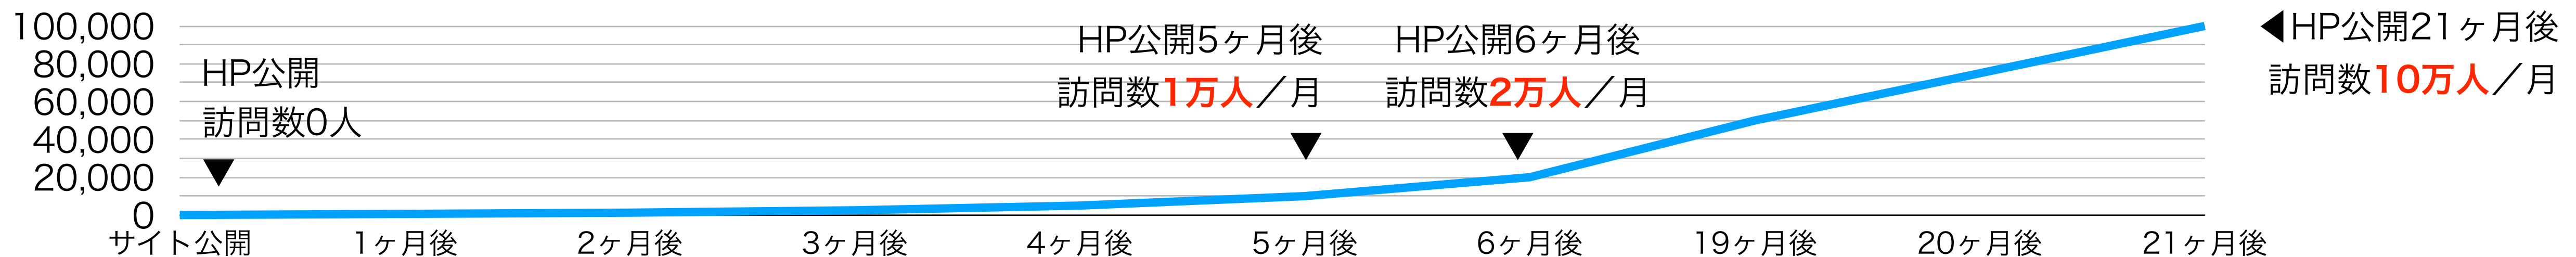 100,000
80,000
60,000
40,000
20,000
0
HP公開
訪問数0人
▼
HP公開5ヶ月後
訪問数1万人／月
▼
HP公開6ヶ月後
訪問数2万人／月
▼
◀HP公開21ヶ月後
訪問数10万人／月
サイト公開
1ヶ月後
2ヶ月後
3ヶ月後
4ヶ月後
5ヶ月後
6ヶ月後
19ヶ月後
20ヶ月後
21ヶ月後